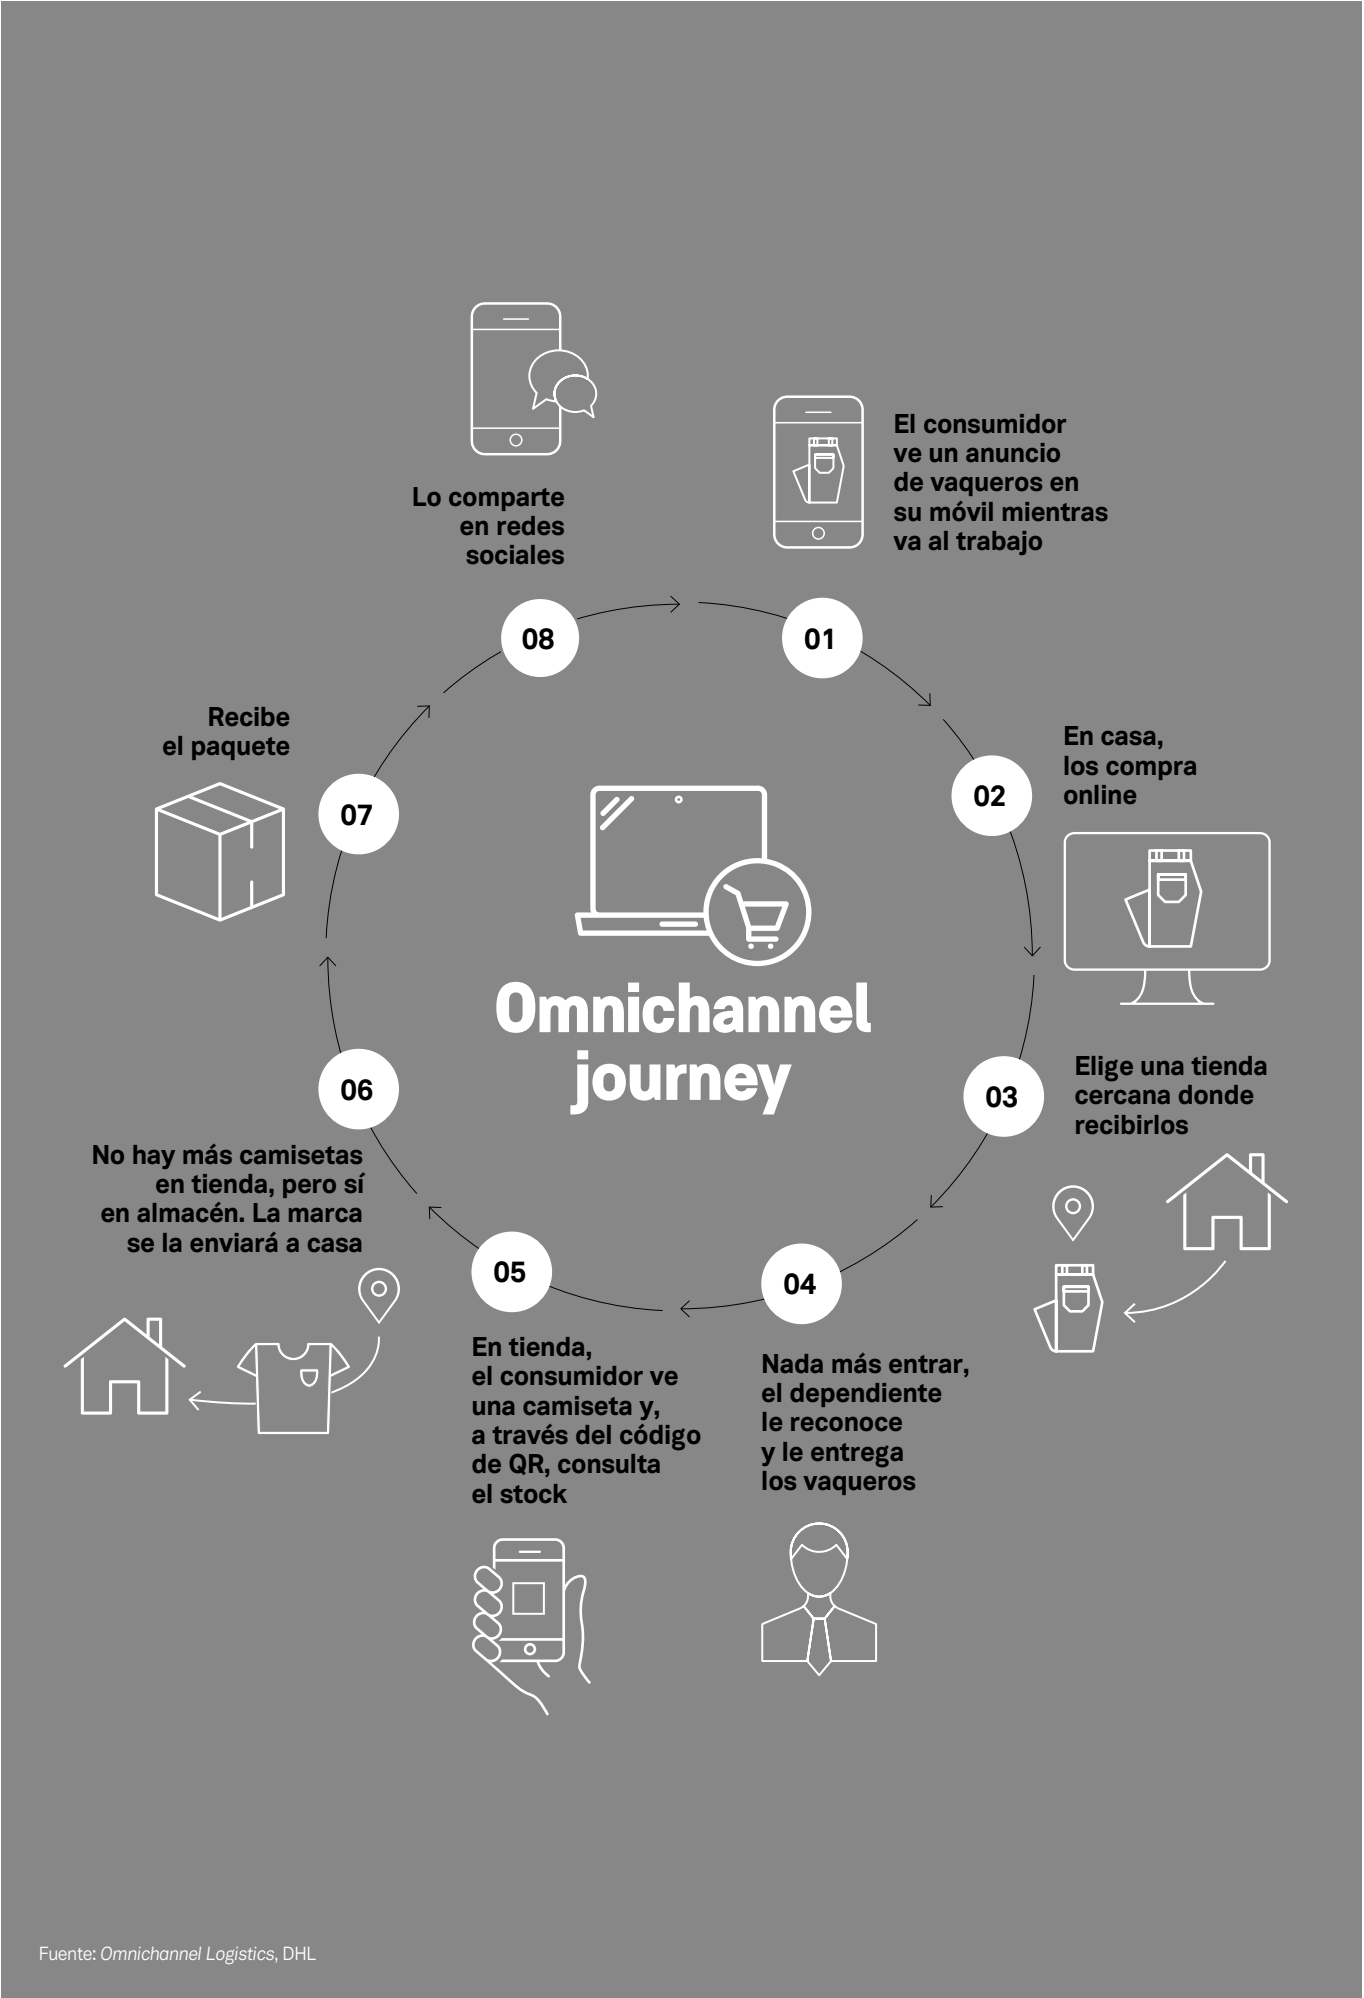 Omnichannel
journey
01
El consumidor
ve un anuncio
de vaqueros en
su móvil mientras
va al trabajo
02
En casa,
los compra
online
03
Elige una tienda
cercana donde
recibirlos
04
Nada más entrar,
el dependiente
le reconoce
y le entrega
los vaqueros
05
En tienda,
el consumidor ve
una camiseta y,
a través del código
de QR, consulta
el stock
06
No hay más camisetas
en tienda, pero sí
en almacén. La marca
se la enviará a casa
07
Recibe
el paquete
08
Lo comparte
en redes
sociales
Fuente: Omnichannel Logistics, DHL